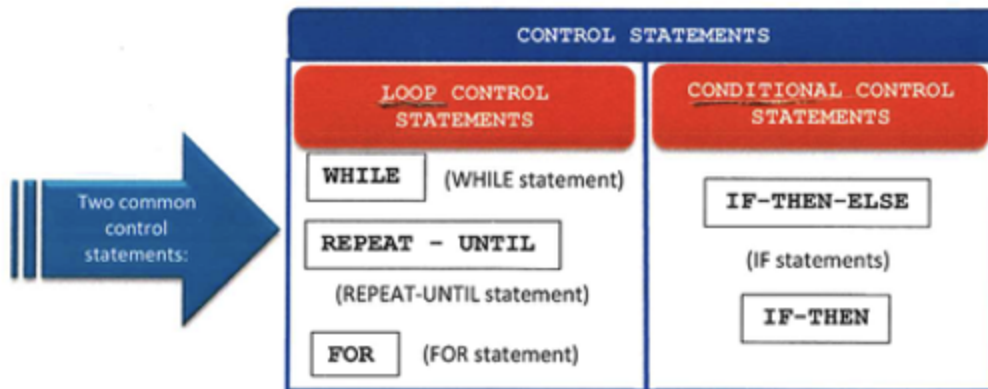 CONTROL STATEMENTS
Two common
control
statements:
LOOP CONTROL
STATEMENTS
WHILE (WHILE statement)
REPEAT - UNTIL
(REPEAT-UNTIL statement)
FOR (FOR statement)
CONDITIONAL CONTROL
STATEMENTS
IF-THEN-ELSE
(IF statements)
IF-THEN